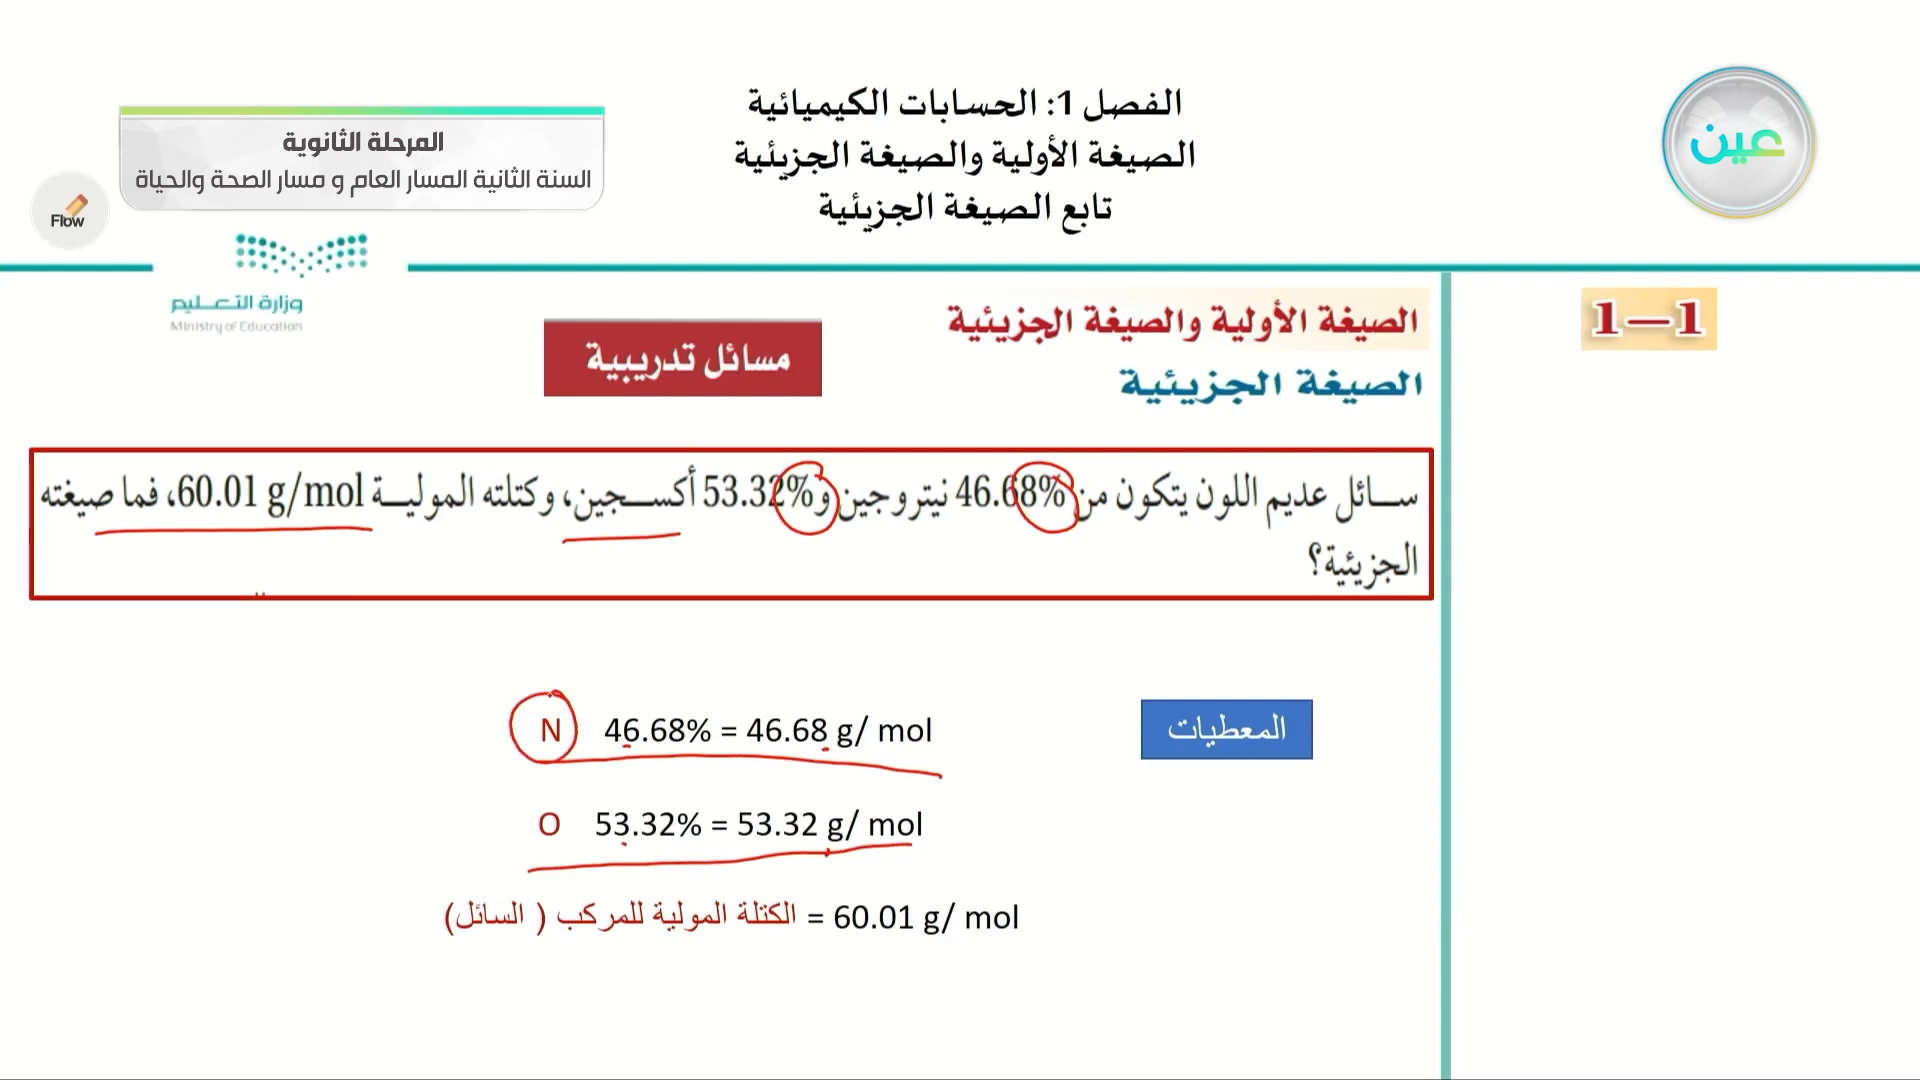 الفصل 1: الحسابات الكيميائية
الصيغة الأولية والصيغة الجزيئية
تابع الصيغة الجزيئية
عين
المرحلة الثانوية
السنة الثانية المسار العام و مسار الصحة والحياة
Flow
وزارة التعليم
Ministry of Education
1-1
الصيغة الأولية والصيغة الجزيئية
الصيغة الجزيئية
مسائل تدريبية
سائل عديم اللون يتكون من 46.68% نيتروجين و 53.32% أكسجين، وكتلته المولية 60.01 g/mol، فما صيغته
الجزيئية؟
المعطيات
N 46.68% = 46.68 g/ mol
O 53.32% = 53.32 g/ mol
الكتلة المولية للمركب ( السائل) = 60.01 g/ mol